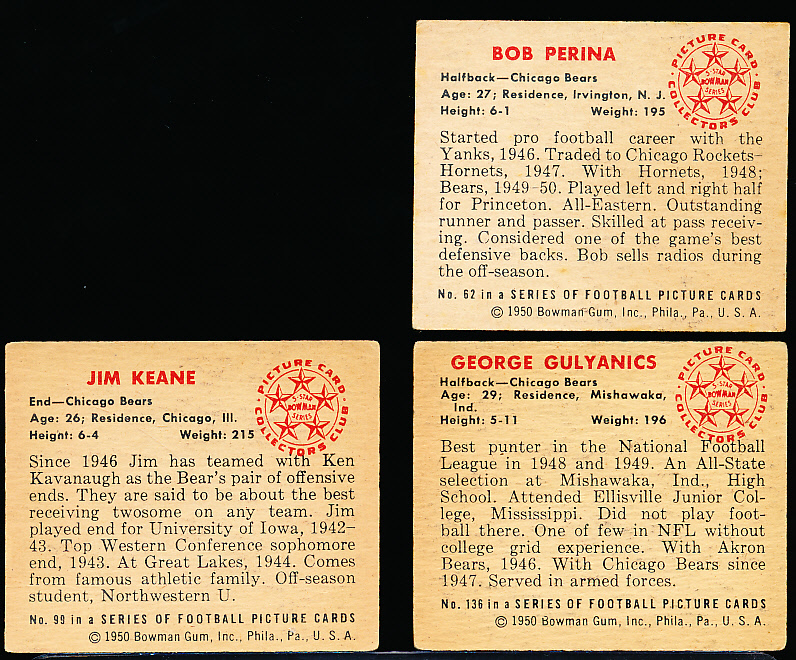 BOB PERINA
Halfback—Chicago Bears
Age: 27; Residence, Irvington, N. J.
Height: 6-1 Weight: 195
PICTURE CARD COLLECTORS CLUB
5-STAR
BOWMAN
SERIES
Started pro football career with the
Yanks, 1946. Traded to Chicago Rockets-
Hornets, 1947. With Hornets, 1948;
Bears, 1949-50. Played left and right half
for Princeton. All-Eastern. Outstanding
runner and passer. Skilled at pass receiv-
ing. Considered one of the game's best
defensive backs. Bob sells radios during
the off-season.
No. 62 in a SERIES OF FOOTBALL PICTURE CARDS
© 1950 Bowman Gum, Inc., Phila., Pa., U. S. A.
JIM KEANE
End—Chicago Bears
Age: 26; Residence, Chicago, Ill.
Height: 6-4 Weight: 215
PICTURE CARD COLLECTORS CLUB
5-STAR
BOWMAN
SERIES
Since 1946 Jim has teamed with Ken
Kavanaugh as the Bear's pair of offensive
ends. They are said to be about the best
receiving twosome on any team. Jim
played end for University of Iowa, 1942-
43. Top Western Conference sophomore
end, 1943. At Great Lakes, 1944. Comes
from famous athletic family. Off-season
student, Northwestern U.
No. 99 in a SERIES OF FOOTBALL PICTURE CARDS
© 1950 Bowman Gum, Inc., Phila., Pa., U. S. A.
GEORGE GULYANICS
Halfback—Chicago Bears
Age: 29; Residence, Mishawaka,
Ind.
Height: 5-11 Weight: 196
PICTURE CARD COLLECTORS CLUB
5-STAR
BOWMAN
SERIES
Best punter in the National Football
League in 1948 and 1949. An All-State
selection at Mishawaka, Ind., High
School. Attended Ellisville Junior Col-
lege, Mississippi. Did not play foot-
ball there. One of few in NFL without
college grid experience. With Akron
Bears, 1946. With Chicago Bears since
1947. Served in armed forces.
No. 136 in a SERIES OF FOOTBALL PICTURE CARDS
© 1950 Bowman Gum, Inc., Phila., Pa., U. S. A.